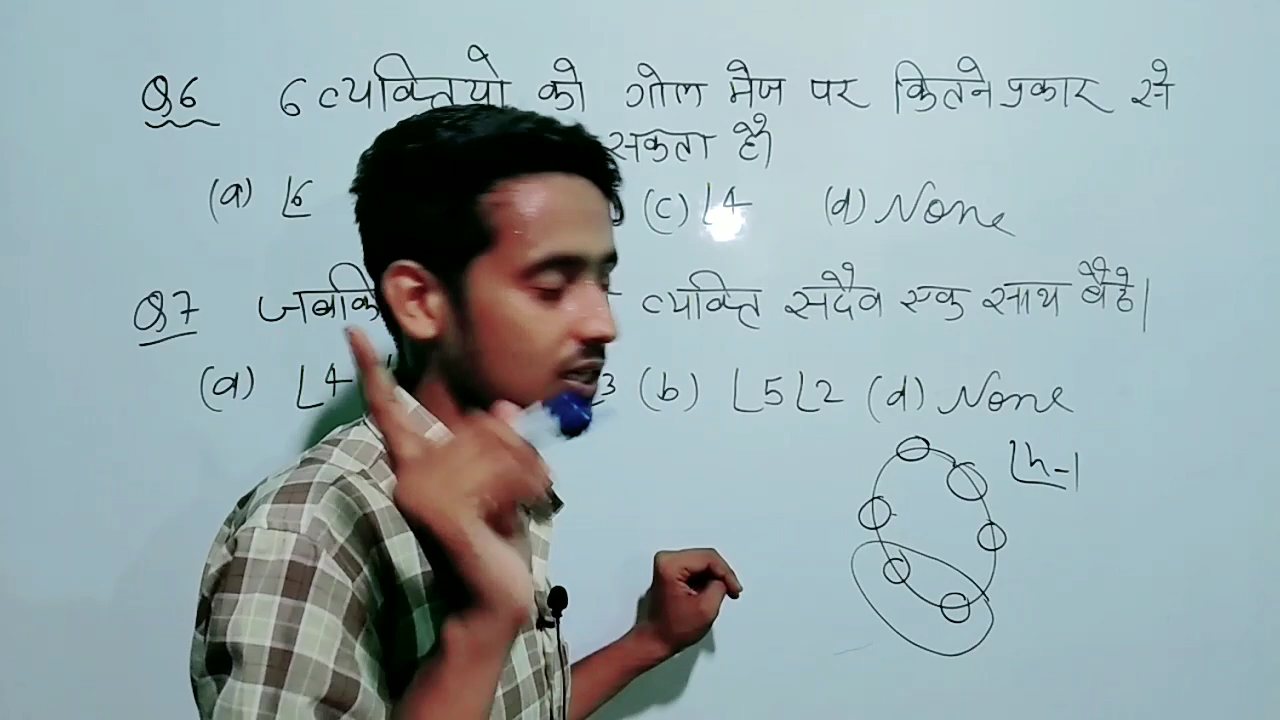 Q6 6 व्यक्तियो को गोल मेज पर कितने प्रकार से
सकता है।
(a) ⌊6 (c) ⌊4 (d) None
Q7 जबकि व्यक्ति सदैव एक साथ बैठे।
(a) ⌊4 3 (b) ⌊5⌊2 (d) None
⌊n-1